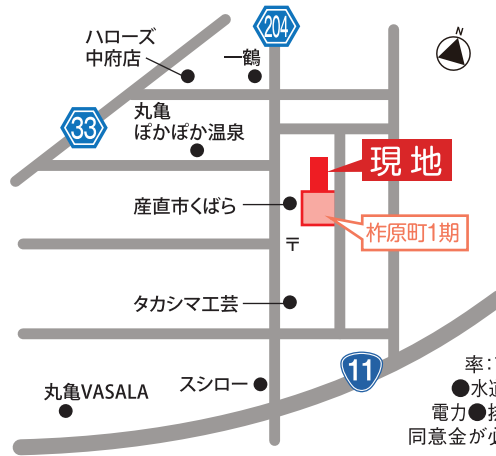 ハローズ
中府店
204
一鶴
N
33
丸亀
ぽかぽか温泉
現地
産直市くばら
柞原町1期
〒
タカシマ工芸
11
丸亀VASALA
スシロー
率:
●水道
電力●
同意金が必